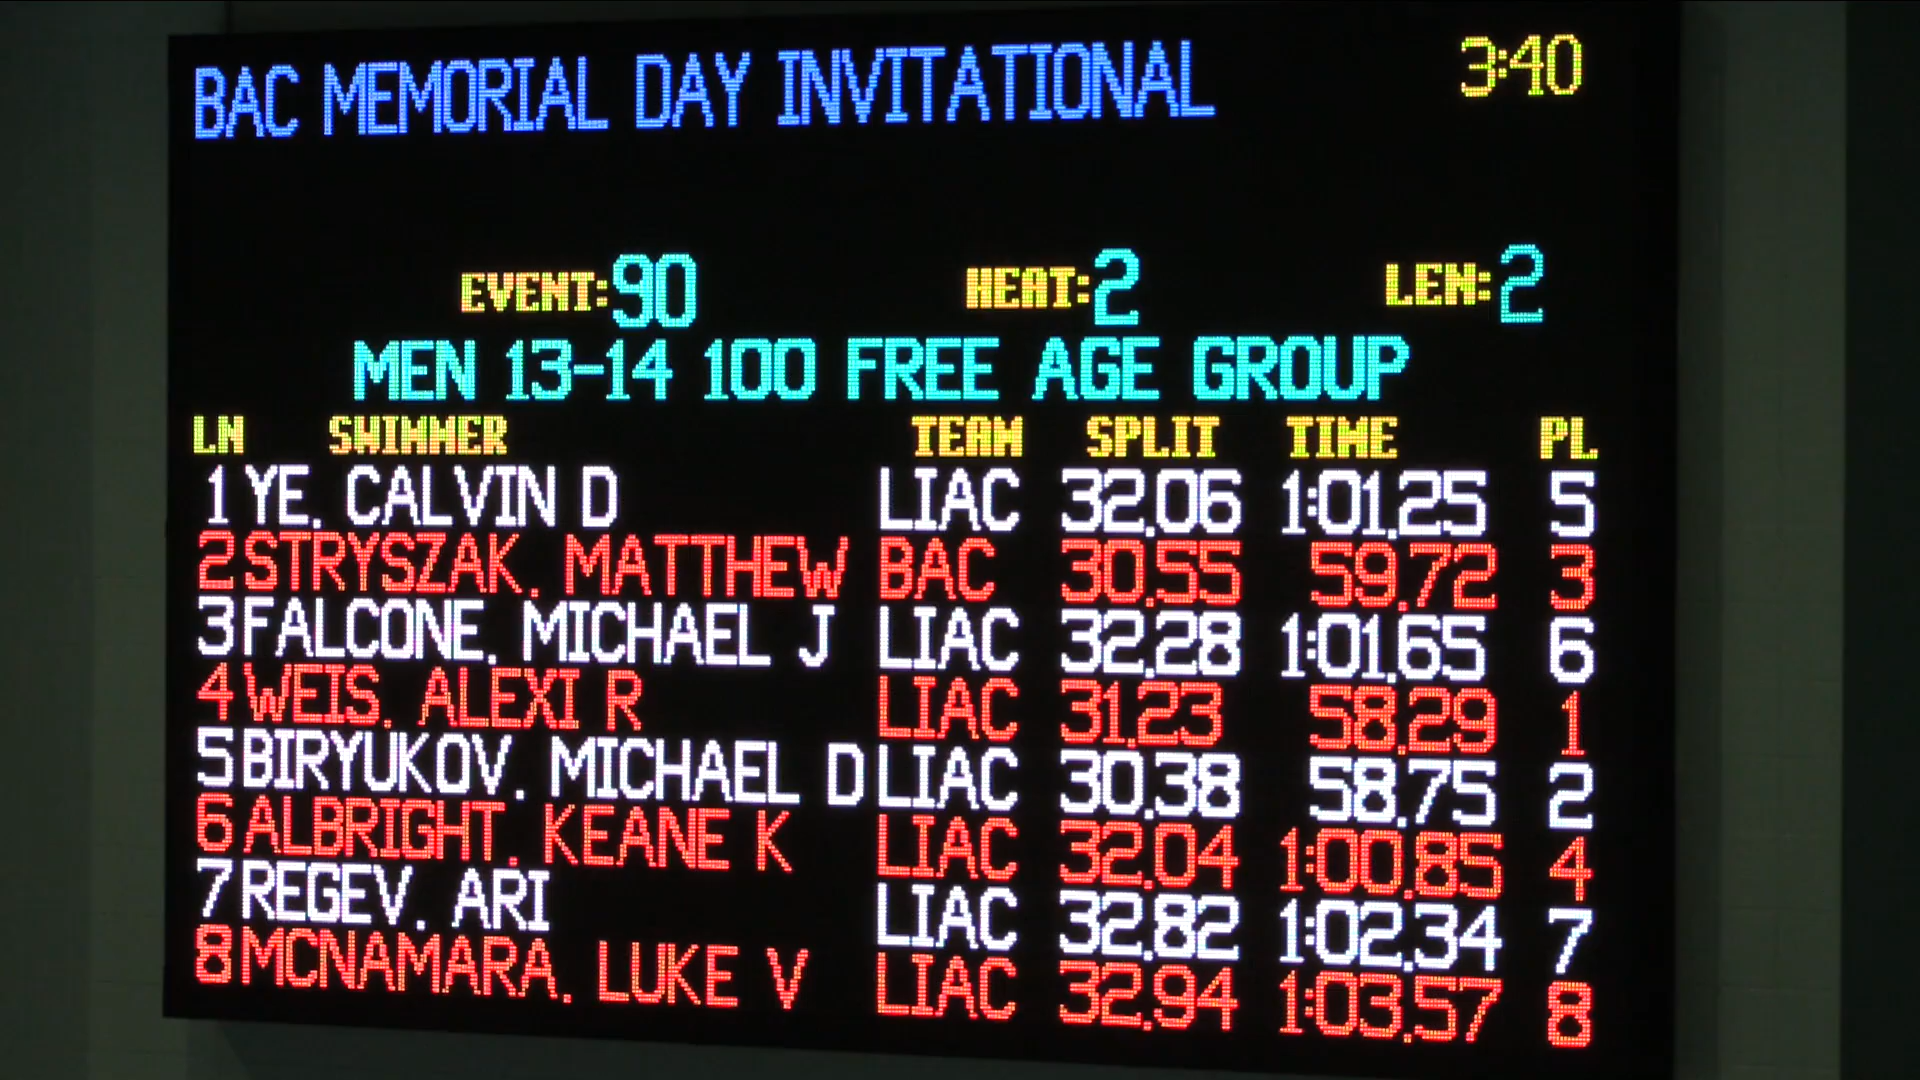 BAC MEMORIAL DAY INVITATIONAL 3:40
EVENT:90 HEAT:2 LEN:2
MEN 13-14 100 FREE AGE GROUP
LN SWIMMER TEAM SPLIT TIME PL
1 YE, CALVIN D LIAC 32.06 1:01.25 5
2 STRYSZAK, MATTHEW BAC 30.55 59.72 3
3 FALCONE, MICHAEL J LIAC 32.28 1:01.65 6
4 WEIS, ALEXI R LIAC 31.23 58.29 1
5 BIRYUKOV, MICHAEL D LIAC 30.38 58.75 2
6 ALBRIGHT, KEANE K LIAC 32.04 1:00.85 4
7 REGEV, ARI LIAC 32.82 1:02.34 7
8 MCNAMARA, LUKE V LIAC 32.94 1:03.57 8